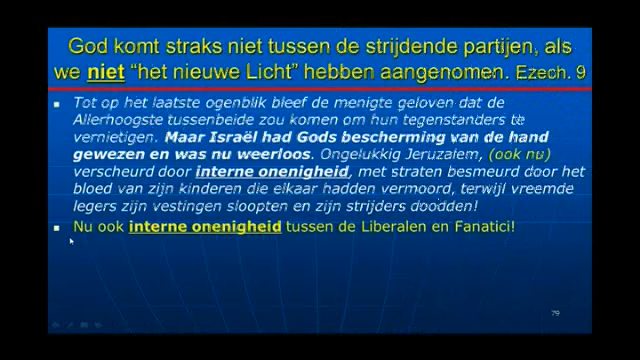 God komt straks niet tussen de strijdende partijen, als
we niet “het nieuwe Licht” hebben aangenomen. Ezech. 9
Tot op het laatste ogenblik bleef de menigte geloven dat de
Allerhoogste tussenbeide zou komen om hun tegenstanders te
vernietigen. Maar Israël had Gods bescherming van de hand
gewezen en was nu weerloos. Ongelukkig Jeruzalem, (ook nu)
verscheurd door interne onenigheid, met straten besmeurd door het
bloed van zijn kinderen die elkaar hadden vermoord, terwijl vreemde
legers zijn vestingen sloopten en zijn strijders doodden!
Nu ook interne onenigheid tussen de Liberalen en Fanatici!
79